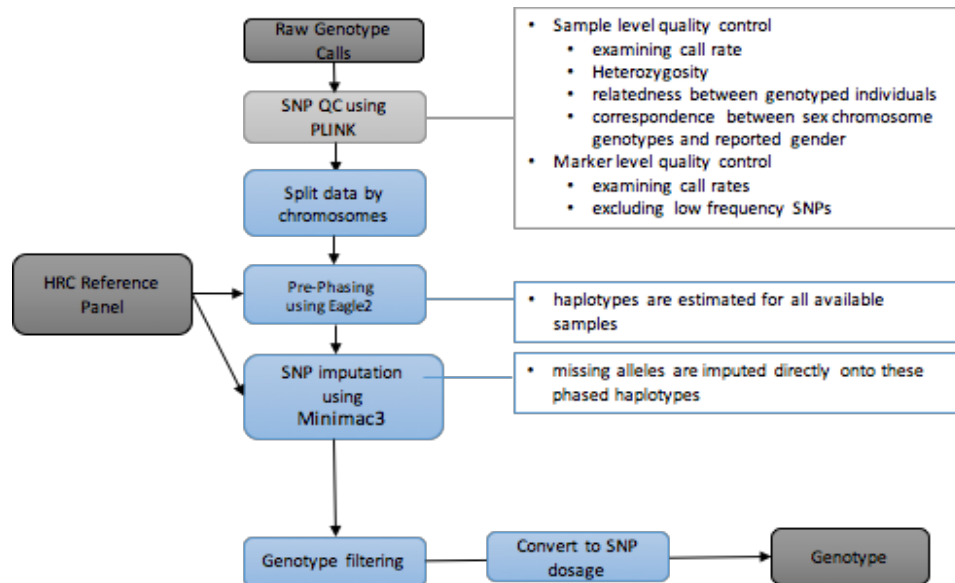 Raw Genotype
Calls
SNP QC using
PLINK
• Sample level quality control
• examining call rate
• Heterozygosity
• relatedness between genotyped individuals
• correspondence between sex chromosome
genotypes and reported gender
• Marker level quality control
• examining call rates
• excluding low frequency SNPs
Split data by
chromosomes
HRC Reference
Panel
Pre-Phasing
using Eagle2
• haplotypes are estimated for all available
samples
SNP imputation
using
Minimac3
• missing alleles are imputed directly onto these
phased haplotypes
Genotype filtering
Convert to SNP
dosage
Genotype